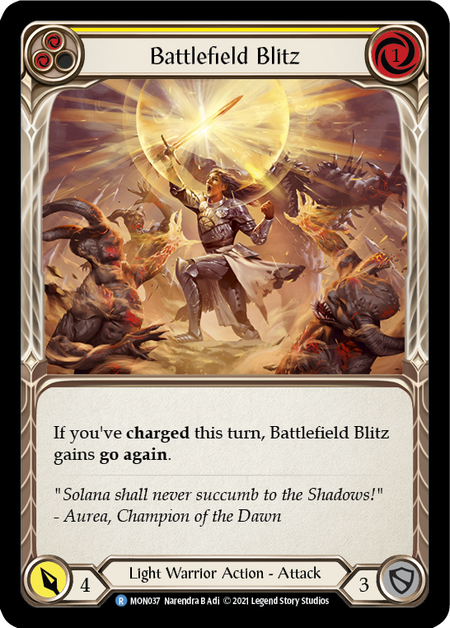 Battlefield Blitz
1
If you've charged this turn, Battlefield Blitz
gains go again.
"Solana shall never succumb to the Shadows!"
- Aurea, Champion of the Dawn
4
Light Warrior Action - Attack
3
R MON037 Narendra B Adi © 2021 Legend Story Studios